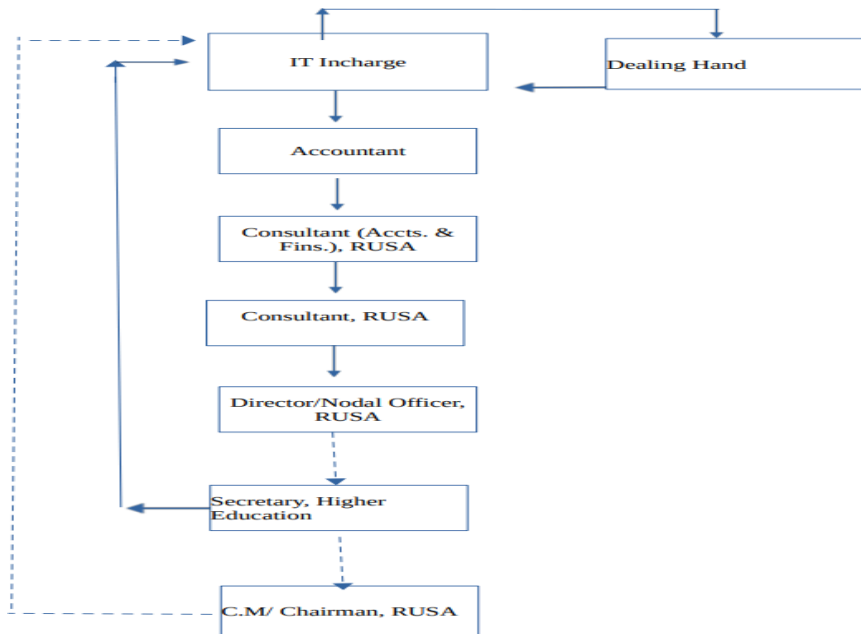 IT Incharge
Dealing Hand
Accountant
Consultant (Accts. &
Fins.), RUSA
Consultant, RUSA
Director/Nodal Officer,
RUSA
Secretary, Higher
Education
C.M/ Chairman, RUSA